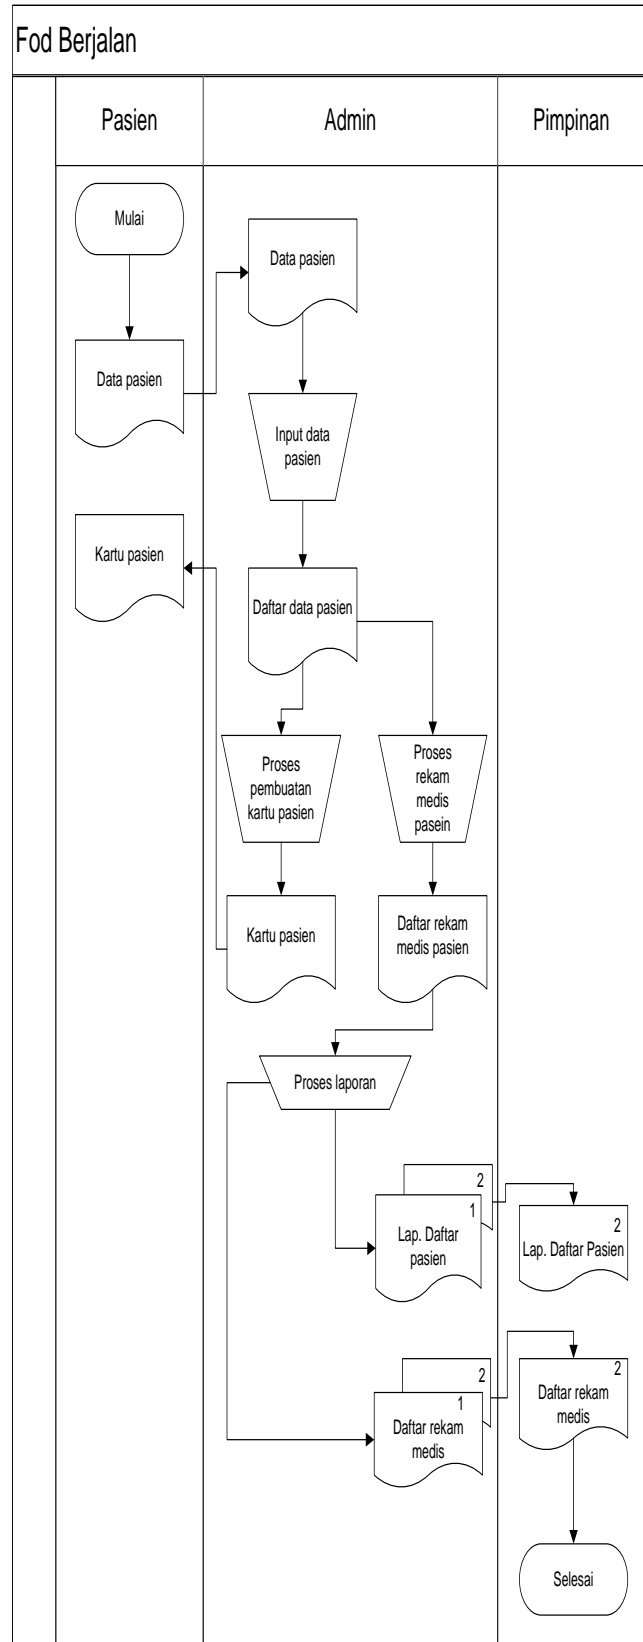 Fod Berjalan
Pasien
Admin
Pimpinan
Mulai
Data pasien
Data pasien
Data pasien
Input data
pasien
Kartu pasien
Daftar data pasien
Proses
pembuatan
kartu pasien
Proses
rekam
medis
pasein
Kartu pasien
Daftar rekam
medis pasien
Proses laporan
2
1
Lap. Daftar
pasien
2
Lap. Daftar Pasien
2
1
Daftar rekam
medis
2
Daftar rekam
medis
Selesai